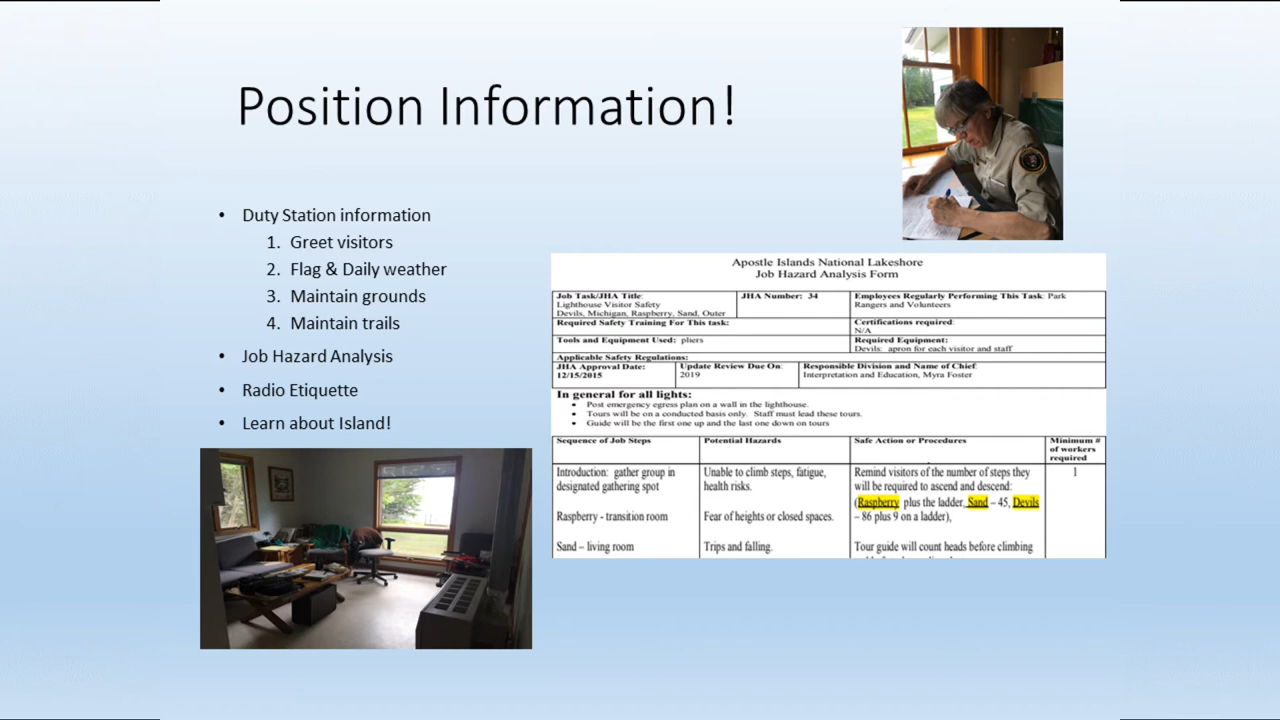 Position Information!
• Duty Station information
1. Greet visitors
2. Flag & Daily weather
3. Maintain grounds
4. Maintain trails
• Job Hazard Analysis
• Radio Etiquette
• Learn about Island!
Apostle Islands National Lakeshore
Job Hazard Analysis Form
Job Task/JHA Title:
Lighthouse Visitor Safety
Devils, Michigan, Raspberry, Sand, Outer
JHA Number: 34
Employees Regularly Performing This Task: Park
Rangers and Volunteers
Required Safety Training For This task:
Certifications required:
N/A
Tools and Equipment Used: pliers
Required Equipment:
Devils: apron for each visitor and staff
Applicable Safety Regulations:
JHA Approval Date:
12/15/2015
Update Review Due On:
2019
Responsible Division and Name of Chief:
Interpretation and Education, Myra Foster
In general for all lights:
• Post emergency egress plan on a wall in the lighthouse.
• Tours will be on a conducted basis only. Staff must lead these tours.
• Guide will be the first one up and the last one down on tours
Sequence of Job Steps
Potential Hazards
Safe Action or Procedures
Minimum #
of workers
required
Introduction: gather group in
designated gathering spot
Raspberry - transition room
Sand – living room
Unable to climb steps, fatigue,
health risks.
Fear of heights or closed spaces.
Trips and falling.
Remind visitors of the number of steps they
will be required to ascend and descend:
(Raspberry plus the ladder, Sand – 45, Devils
– 86 plus 9 on a ladder),
Tour guide will count heads before climbing
1